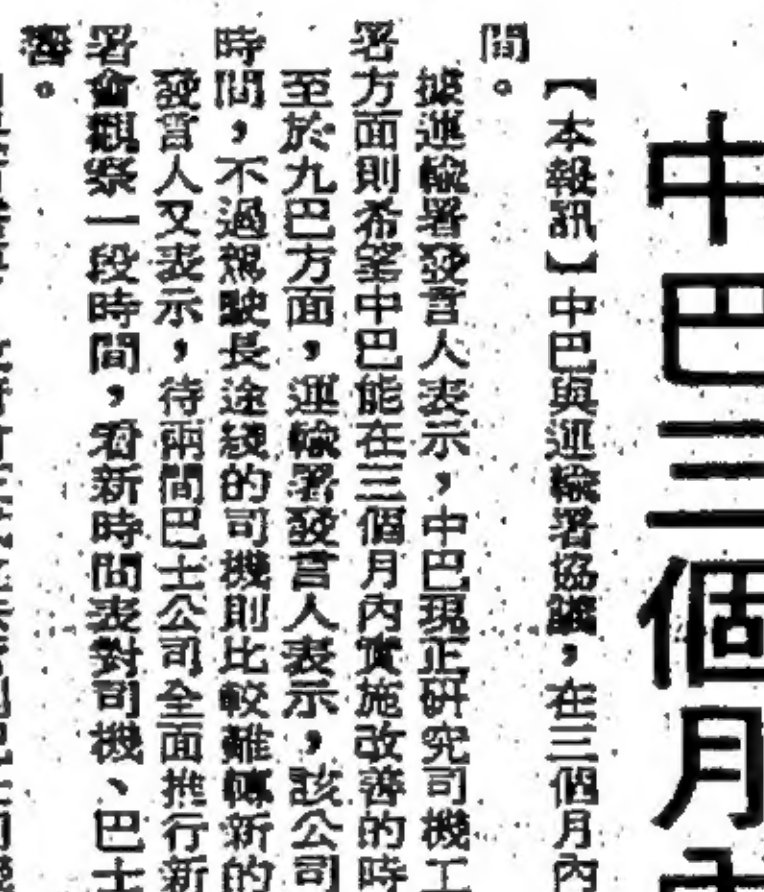 中巴三個月內
【本報訊】中巴與運輸署協議，在三個月內
間。
據運輸署發言人表示，中巴現正研究司機工
署方面則希望中巴能在三個月內實施改善的時
至於九巴方面，運輸署發言人表示，該公司
時間，不過駕駛長途綫的司機則比較難轉新的
發言人又表示，待兩間巴士公司全面推行新
署會觀察一段時間，看新時間表對司機、巴士
響。